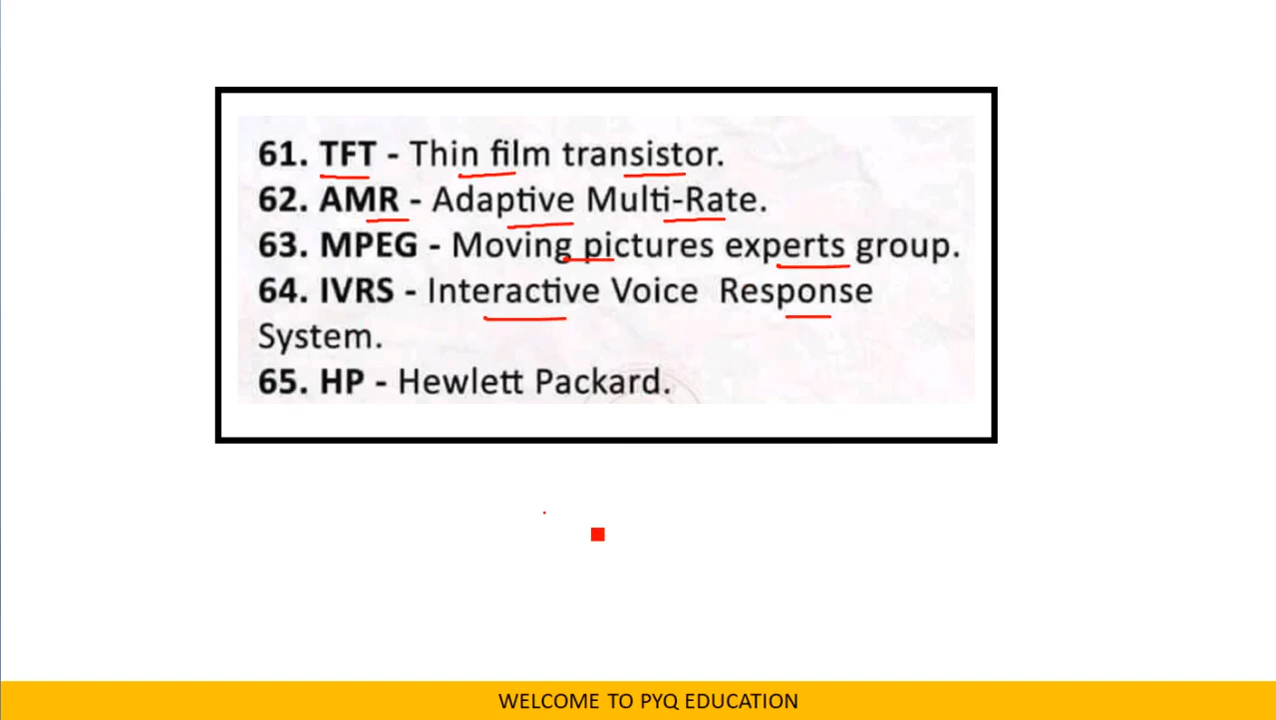 61. TFT - Thin film transistor.
62. AMR - Adaptive Multi-Rate.
63. MPEG - Moving pictures experts group.
64. IVRS - Interactive Voice Response
System.
65. HP - Hewlett Packard.
WELCOME TO PYQ EDUCATION